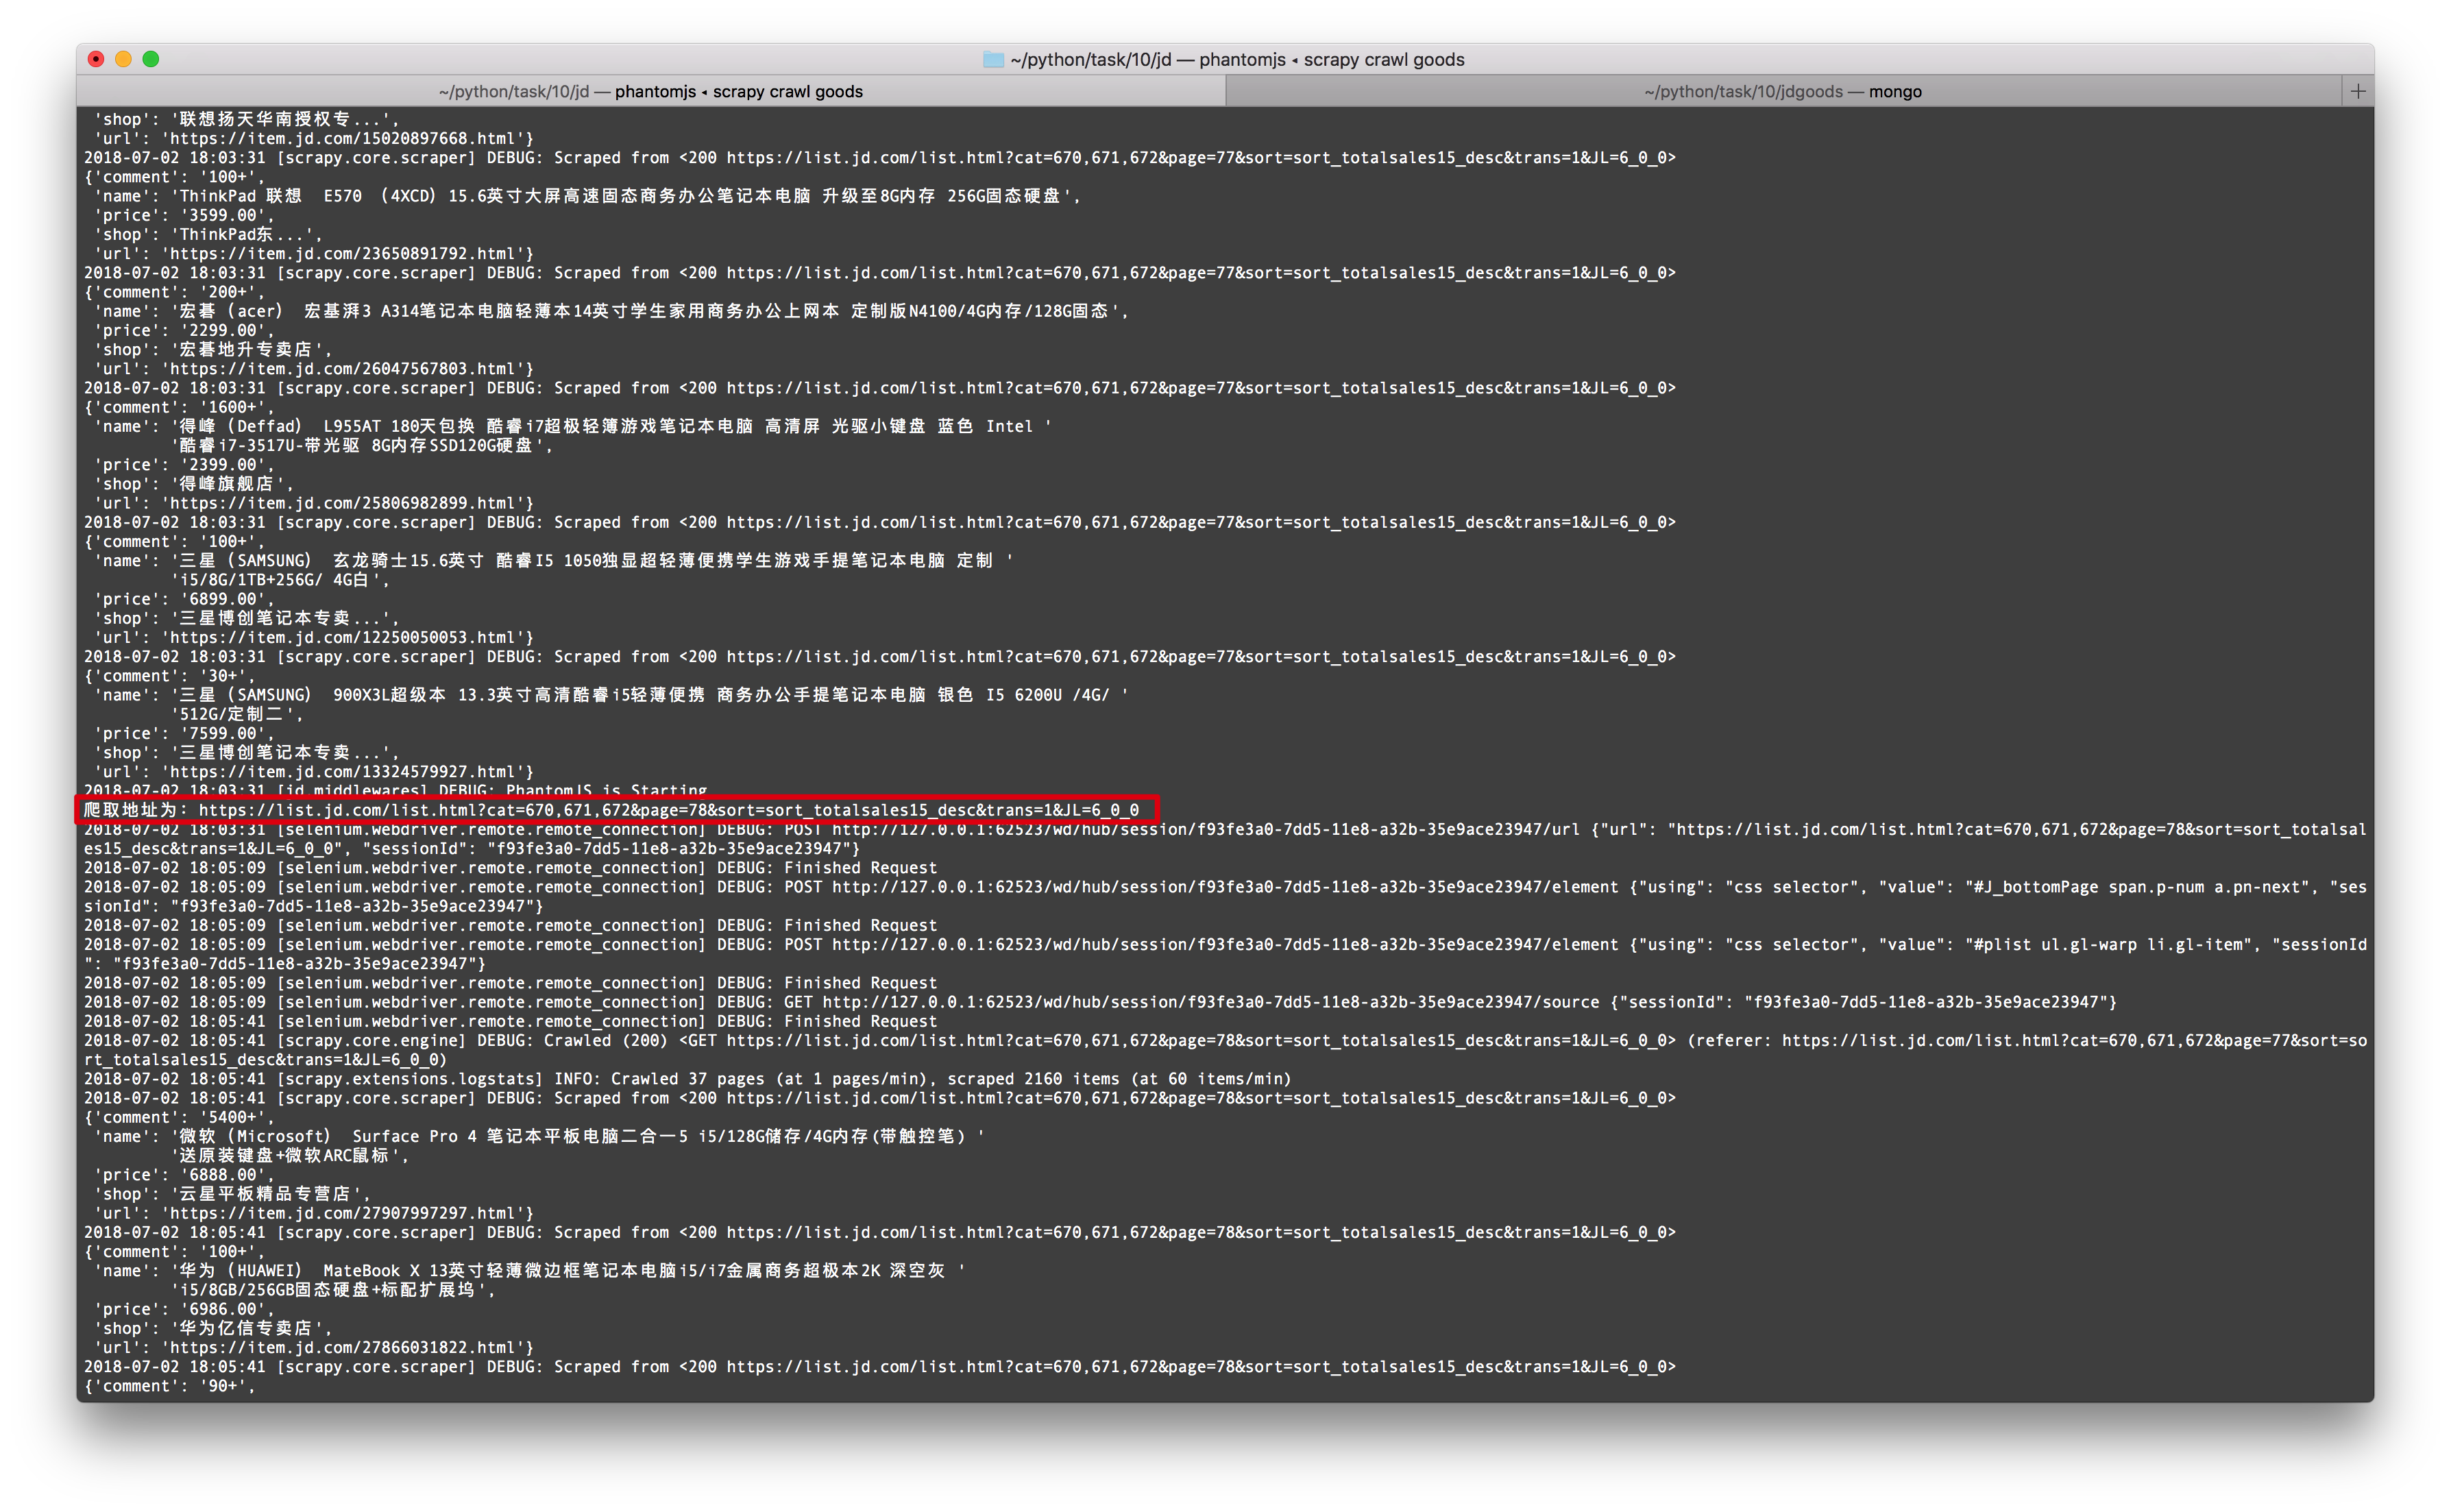 ~/python/task/10/jd — phantomjs ◂ scrapy crawl goods
~/python/task/10/jd — phantomjs ◂ scrapy crawl goods
~/python/task/10/jdgoods — mongo
'shop': '联想扬天华南授权专...',
'url': 'https://item.jd.com/15020897668.html'}
2018-07-02 18:03:31 [scrapy.core.scraper] DEBUG: Scraped from <200 https://list.jd.com/list.html?cat=670,671,672&page=77&sort=sort_totalsales15_desc&trans=1&JL=6_0_0>
{'comment': '100+',
'name': 'ThinkPad 联想  E570 （4XCD）15.6英寸大屏高速固态商务办公笔记本电脑 升级至8G内存 256G固态硬盘',
'price': '3599.00',
'shop': 'ThinkPad东...',
'url': 'https://item.jd.com/23650891792.html'}
2018-07-02 18:03:31 [scrapy.core.scraper] DEBUG: Scraped from <200 https://list.jd.com/list.html?cat=670,671,672&page=77&sort=sort_totalsales15_desc&trans=1&JL=6_0_0>
{'comment': '200+',
'name': '宏碁（acer） 宏基湃3 A314笔记本电脑轻薄本14英寸学生家用商务办公上网本 定制版N4100/4G内存/128G固态',
'price': '2299.00',
'shop': '宏碁地升专卖店',
'url': 'https://item.jd.com/26047567803.html'}
2018-07-02 18:03:31 [scrapy.core.scraper] DEBUG: Scraped from <200 https://list.jd.com/list.html?cat=670,671,672&page=77&sort=sort_totalsales15_desc&trans=1&JL=6_0_0>
{'comment': '1600+',
'name': '得峰（Deffad） L955AT 180天包换 酷睿i7超极轻簿游戏笔记本电脑 高清屏 光驱小键盘 蓝色 Intel '
'酷睿i7-3517U-带光驱 8G内存SSD120G硬盘',
'price': '2399.00',
'shop': '得峰旗舰店',
'url': 'https://item.jd.com/25806982899.html'}
2018-07-02 18:03:31 [scrapy.core.scraper] DEBUG: Scraped from <200 https://list.jd.com/list.html?cat=670,671,672&page=77&sort=sort_totalsales15_desc&trans=1&JL=6_0_0>
{'comment': '100+',
'name': '三星（SAMSUNG） 玄龙骑士15.6英寸 酷睿I5 1050独显超轻薄便携学生游戏手提笔记本电脑 定制 '
'i5/8G/1TB+256G/ 4G白',
'price': '6899.00',
'shop': '三星博创笔记本专卖...',
'url': 'https://item.jd.com/12250050053.html'}
2018-07-02 18:03:31 [scrapy.core.scraper] DEBUG: Scraped from <200 https://list.jd.com/list.html?cat=670,671,672&page=77&sort=sort_totalsales15_desc&trans=1&JL=6_0_0>
{'comment': '30+',
'name': '三星（SAMSUNG） 900X3L超级本 13.3英寸高清酷睿i5轻薄便携 商务办公手提笔记本电脑 银色 I5 6200U /4G/ '
'512G/定制二',
'price': '7599.00',
'shop': '三星博创笔记本专卖...',
'url': 'https://item.jd.com/13324579927.html'}
2018-07-02 18:03:31 [jd.middlewares] DEBUG: PhantomJS is Starting
爬取地址为：https://list.jd.com/list.html?cat=670,671,672&page=78&sort=sort_totalsales15_desc&trans=1&JL=6_0_0
2018-07-02 18:03:31 [selenium.webdriver.remote.remote_connection] DEBUG: POST http://127.0.0.1:62523/wd/hub/session/f93fe3a0-7dd5-11e8-a32b-35e9ace23947/url {"url": "https://list.jd.com/list.html?cat=670,671,672&page=78&sort=sort_totalsal
es15_desc&trans=1&JL=6_0_0", "sessionId": "f93fe3a0-7dd5-11e8-a32b-35e9ace23947"}
2018-07-02 18:05:09 [selenium.webdriver.remote.remote_connection] DEBUG: Finished Request
2018-07-02 18:05:09 [selenium.webdriver.remote.remote_connection] DEBUG: POST http://127.0.0.1:62523/wd/hub/session/f93fe3a0-7dd5-11e8-a32b-35e9ace23947/element {"using": "css selector", "value": "#J_bottomPage span.p-num a.pn-next", "ses
sionId": "f93fe3a0-7dd5-11e8-a32b-35e9ace23947"}
2018-07-02 18:05:09 [selenium.webdriver.remote.remote_connection] DEBUG: Finished Request
2018-07-02 18:05:09 [selenium.webdriver.remote.remote_connection] DEBUG: POST http://127.0.0.1:62523/wd/hub/session/f93fe3a0-7dd5-11e8-a32b-35e9ace23947/element {"using": "css selector", "value": "#plist ul.gl-warp li.gl-item", "sessionId
": "f93fe3a0-7dd5-11e8-a32b-35e9ace23947"}
2018-07-02 18:05:09 [selenium.webdriver.remote.remote_connection] DEBUG: Finished Request
2018-07-02 18:05:09 [selenium.webdriver.remote.remote_connection] DEBUG: GET http://127.0.0.1:62523/wd/hub/session/f93fe3a0-7dd5-11e8-a32b-35e9ace23947/source {"sessionId": "f93fe3a0-7dd5-11e8-a32b-35e9ace23947"}
2018-07-02 18:05:41 [selenium.webdriver.remote.remote_connection] DEBUG: Finished Request
2018-07-02 18:05:41 [scrapy.core.engine] DEBUG: Crawled (200) <GET https://list.jd.com/list.html?cat=670,671,672&page=78&sort=sort_totalsales15_desc&trans=1&JL=6_0_0> (referer: https://list.jd.com/list.html?cat=670,671,672&page=77&sort=so
rt_totalsales15_desc&trans=1&JL=6_0_0)
2018-07-02 18:05:41 [scrapy.extensions.logstats] INFO: Crawled 37 pages (at 1 pages/min), scraped 2160 items (at 60 items/min)
2018-07-02 18:05:41 [scrapy.core.scraper] DEBUG: Scraped from <200 https://list.jd.com/list.html?cat=670,671,672&page=78&sort=sort_totalsales15_desc&trans=1&JL=6_0_0>
{'comment': '5400+',
'name': '微软（Microsoft） Surface Pro 4 笔记本平板电脑二合一5 i5/128G储存/4G内存(带触控笔) '
'送原装键盘+微软ARC鼠标',
'price': '6888.00',
'shop': '云星平板精品专营店',
'url': 'https://item.jd.com/27907997297.html'}
2018-07-02 18:05:41 [scrapy.core.scraper] DEBUG: Scraped from <200 https://list.jd.com/list.html?cat=670,671,672&page=78&sort=sort_totalsales15_desc&trans=1&JL=6_0_0>
{'comment': '100+',
'name': '华为（HUAWEI） MateBook X 13英寸轻薄微边框笔记本电脑i5/i7金属商务超极本2K 深空灰 '
'i5/8GB/256GB固态硬盘+标配扩展坞',
'price': '6986.00',
'shop': '华为亿信专卖店',
'url': 'https://item.jd.com/27866031822.html'}
2018-07-02 18:05:41 [scrapy.core.scraper] DEBUG: Scraped from <200 https://list.jd.com/list.html?cat=670,671,672&page=78&sort=sort_totalsales15_desc&trans=1&JL=6_0_0>
{'comment': '90+',